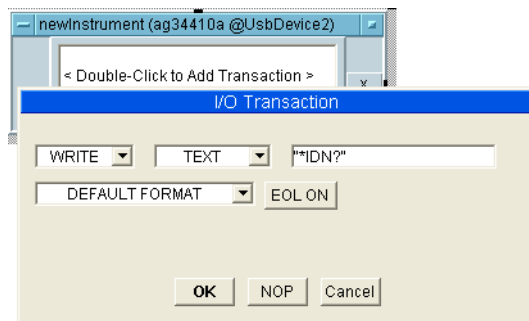 newInstrument (ag34410a @UsbDevice2)
< Double-Click to Add Transaction >
X
I/O Transaction
WRITE TEXT "*IDN?"
DEFAULT FORMAT EOL ON
OK NOP Cancel